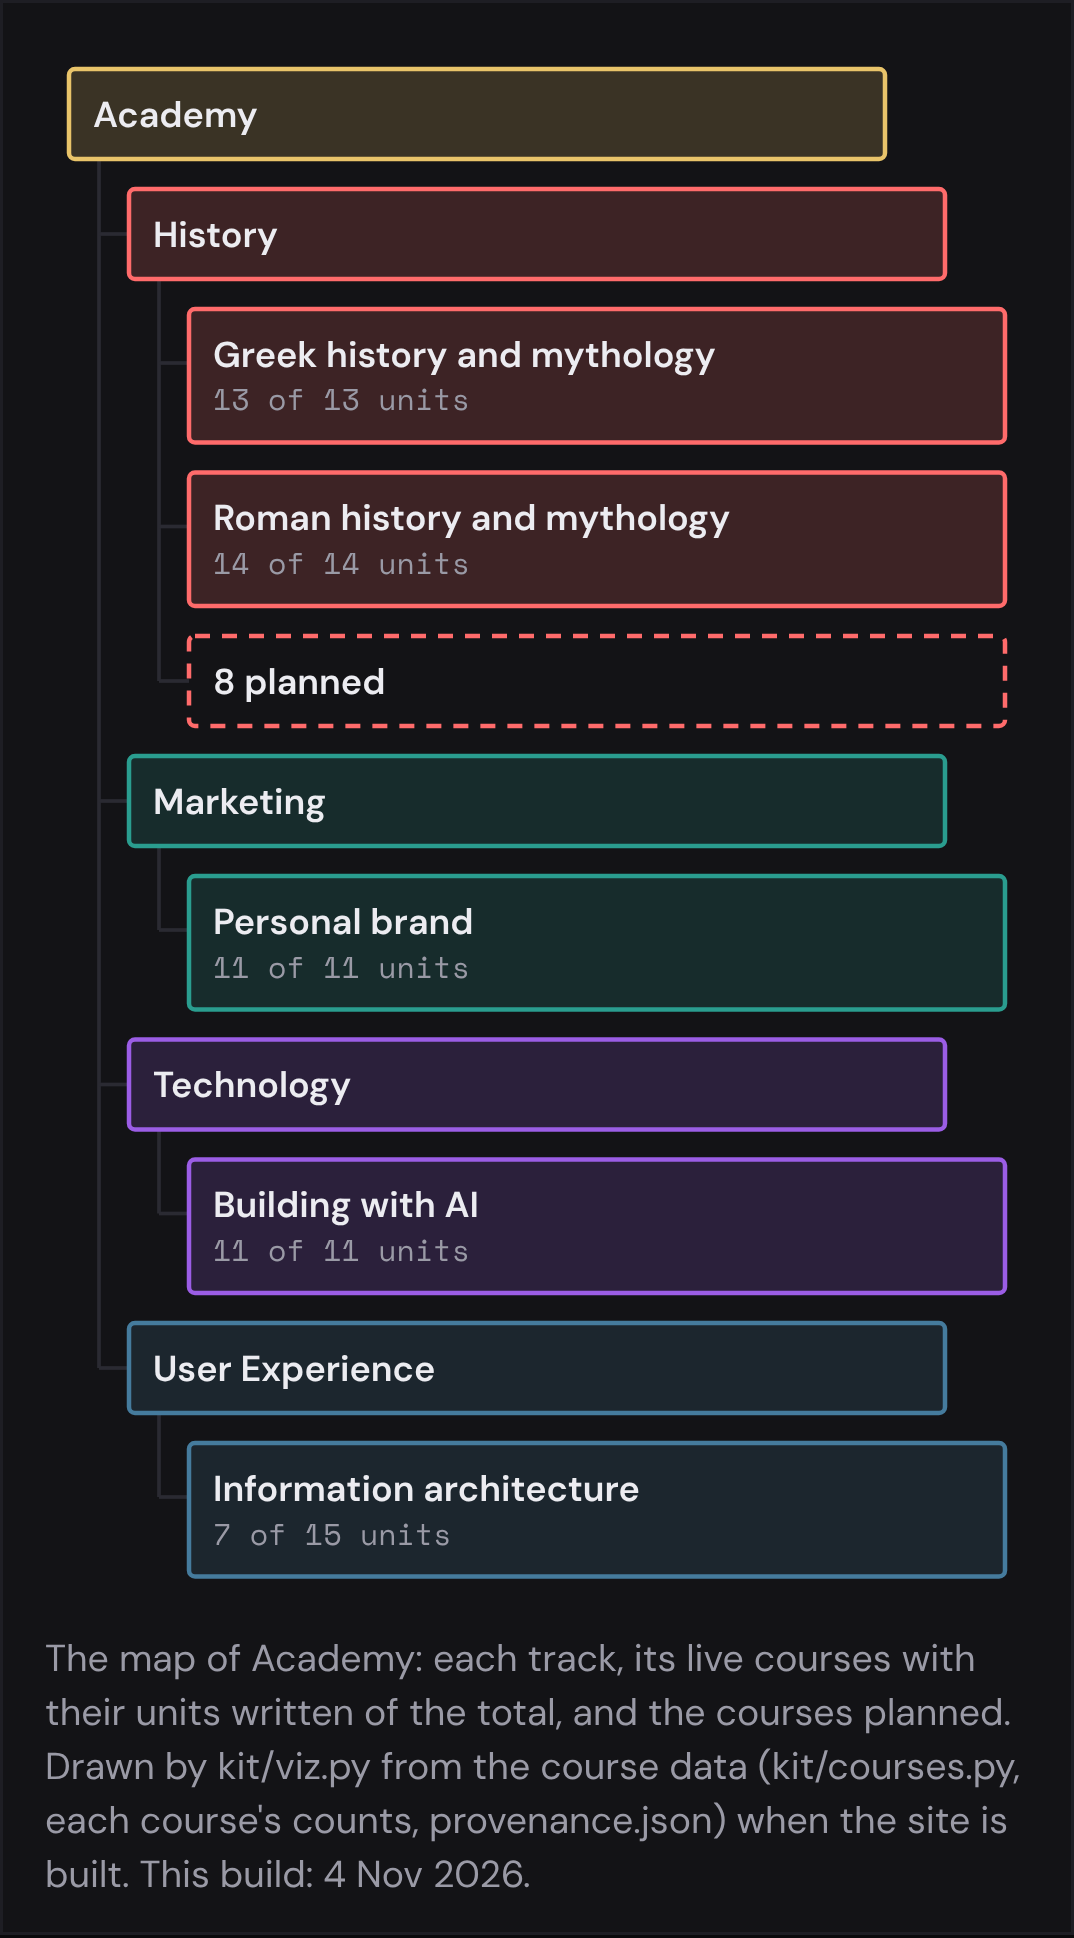 Academy
History
Greek history and mythology
13 of 13 units
Roman history and mythology
14 of 14 units
8 planned
Marketing
Personal brand
11 of 11 units
Technology
Building with AI
11 of 11 units
User Experience
Information architecture
7 of 15 units
The map of Academy: each track, its live courses with
their units written of the total, and the courses planned.
Drawn by kit/viz.py from the course data (kit/courses.py,
each course's counts, provenance.json) when the site is
built. This build: 4 Nov 2026.